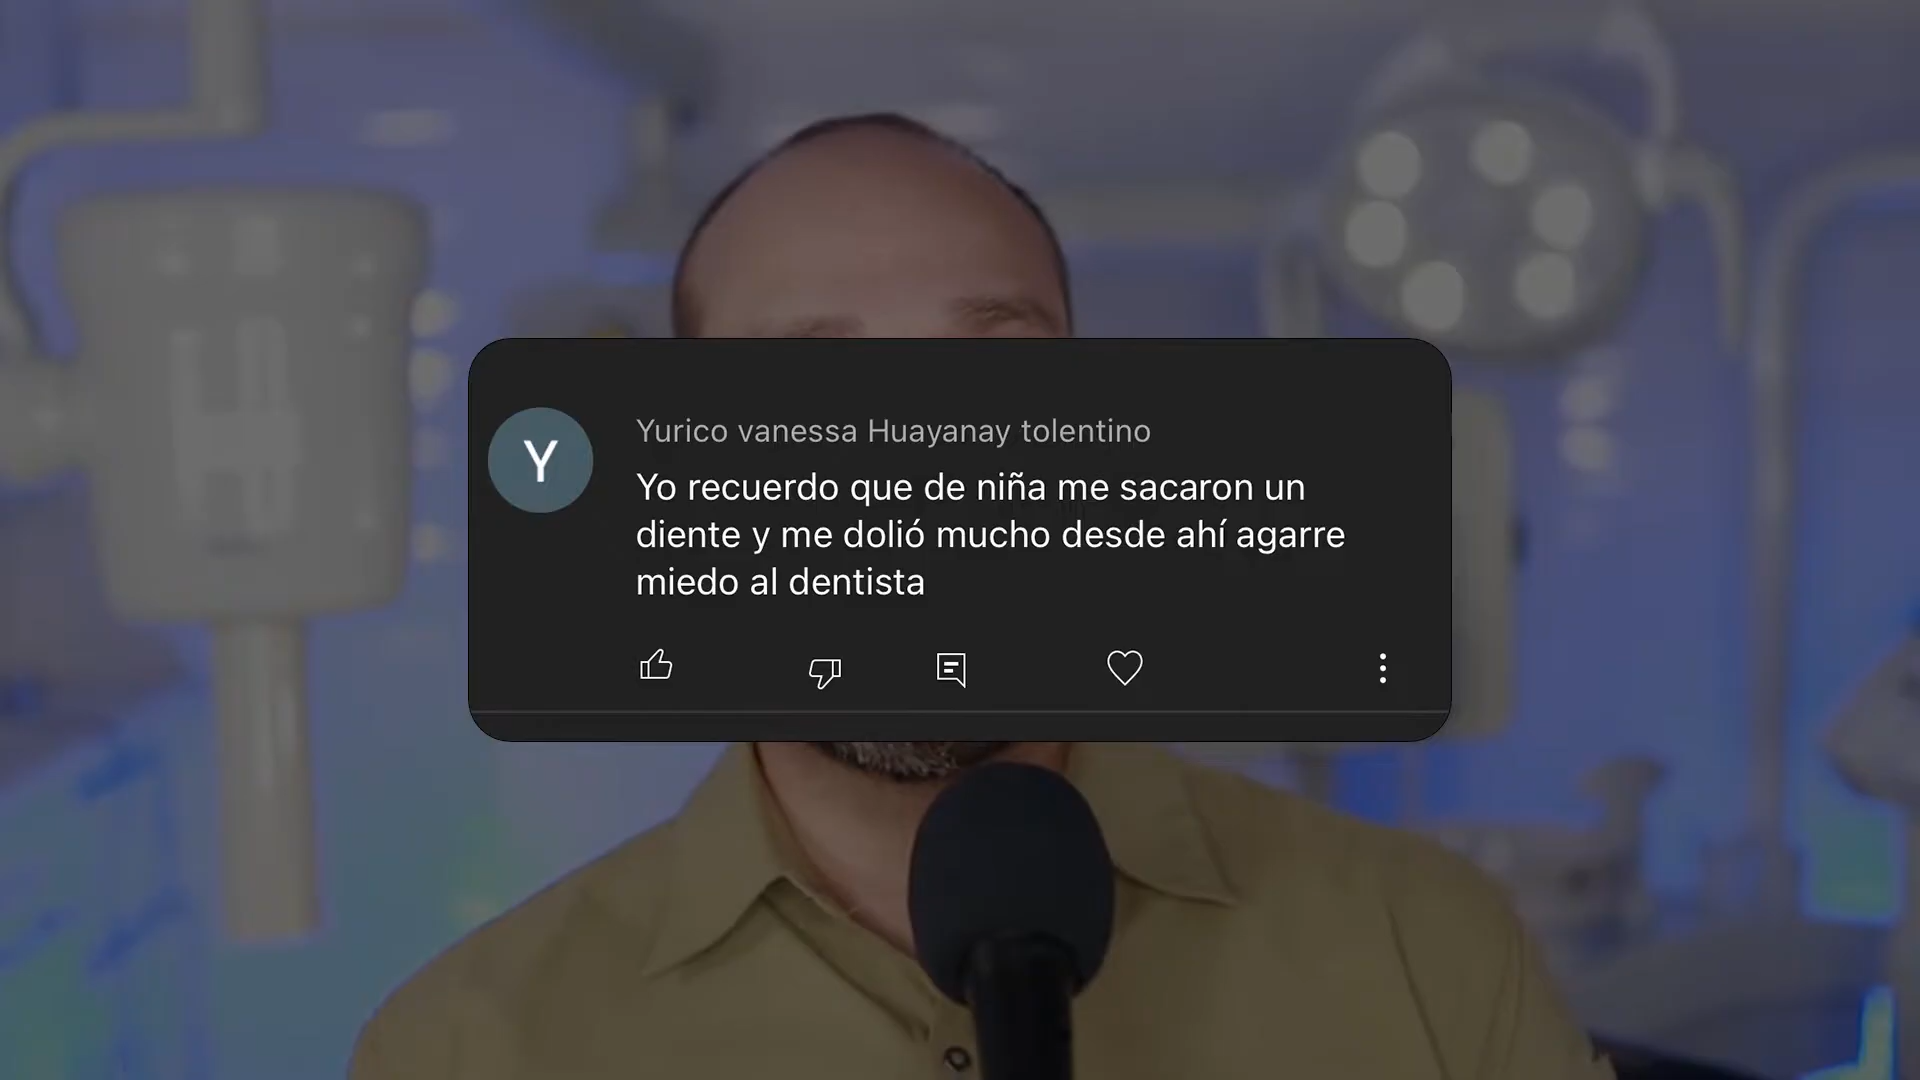 Y
Yurico vanessa Huayanay tolentino
Yo recuerdo que de niña me sacaron un
diente y me dolió mucho desde ahí agarre
miedo al dentista